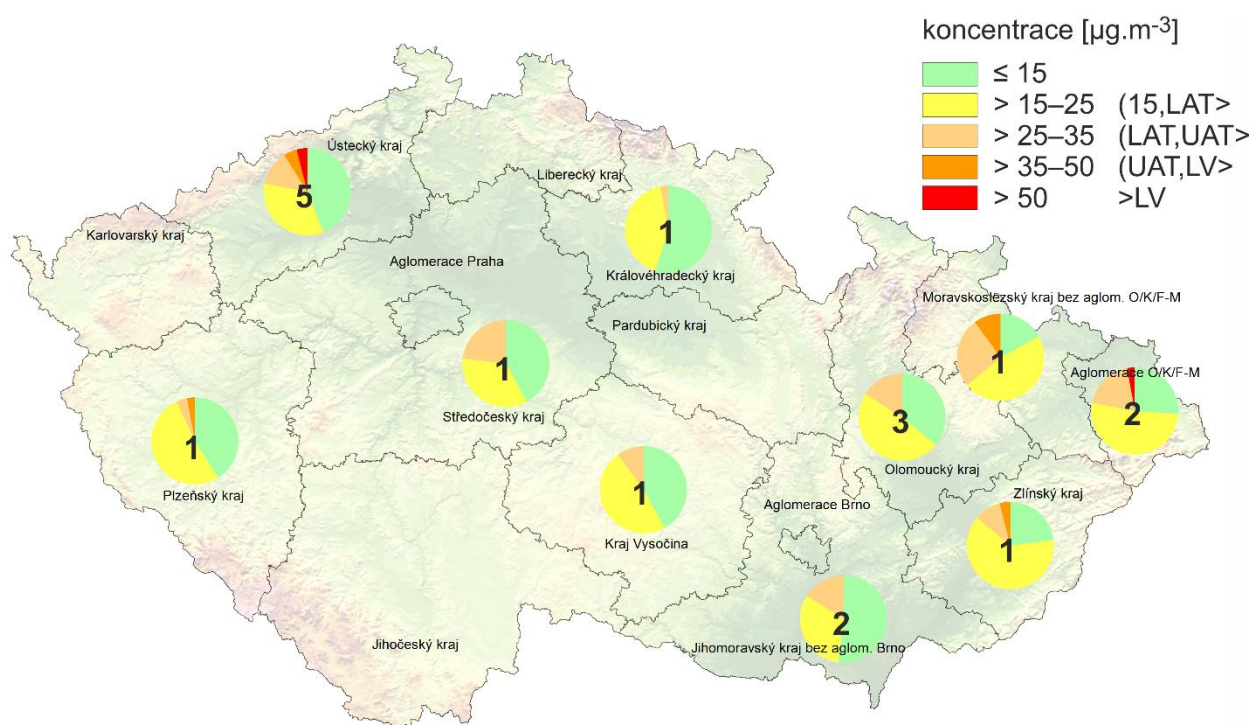 koncentrace [µg.m-3]
≤ 15
> 15–25 (15,LAT>
> 25–35 (LAT,UAT>
> 35–50 (UAT,LV>
> 50 >LV
Ústecký kraj
5
Liberecký kraj
Karlovarský kraj
1
Aglomerace Praha
Královéhradecký kraj
Moravskoslezský kraj bez aglom. O/K/F-M
Pardubický kraj
1
1
Aglomerace O/K/F-M
Středočeský kraj
3
2
1
Olomoucký kraj
Plzeňský kraj
1
Zlínský kraj
Aglomerace Brno
Kraj Vysočina
1
2
Jihočeský kraj
Jihomoravský kraj bez aglom. Brno